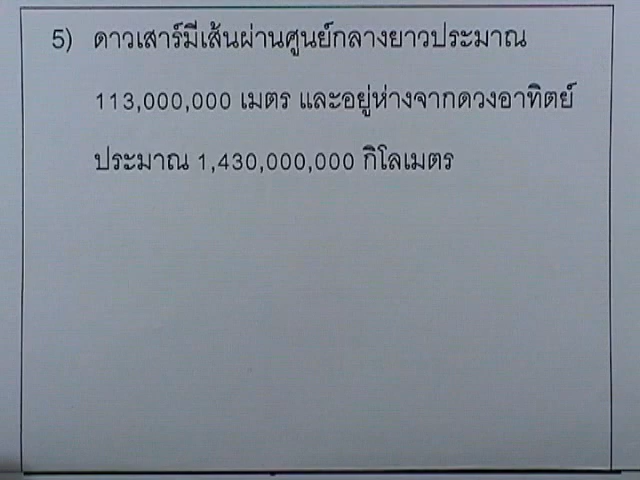 5) ดาวเสาร์มีเส้นผ่านศูนย์กลางยาวประมาณ
113,000,000 เมตร และอยู่ห่างจากดวงอาทิตย์
ประมาณ 1,430,000,000 กิโลเมตร